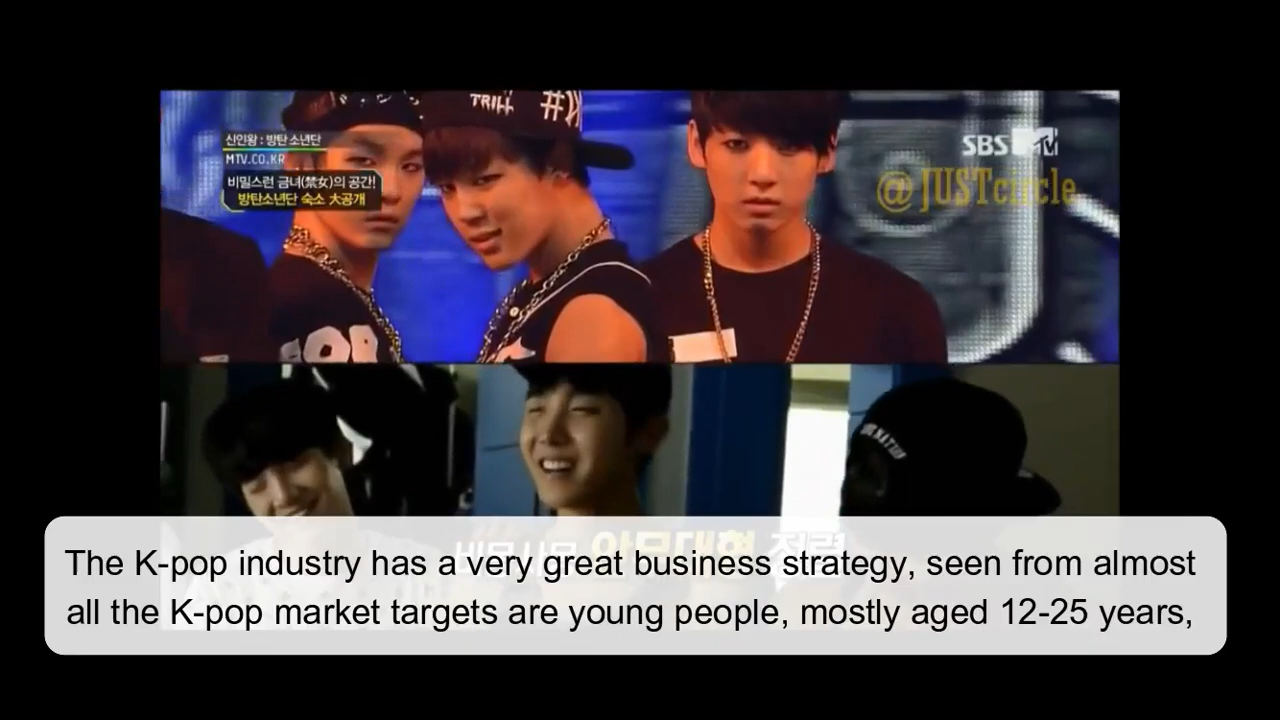 TRILL
신인왕 : 방탄 소년단
MTV.CO.KR
비밀스런 금녀(禁女)의 공간!
방탄소년단 숙소 大공개
SBS MTV
@JUSTcircle
The K-pop industry has a very great business strategy, seen from almost
all the K-pop market targets are young people, mostly aged 12-25 years,